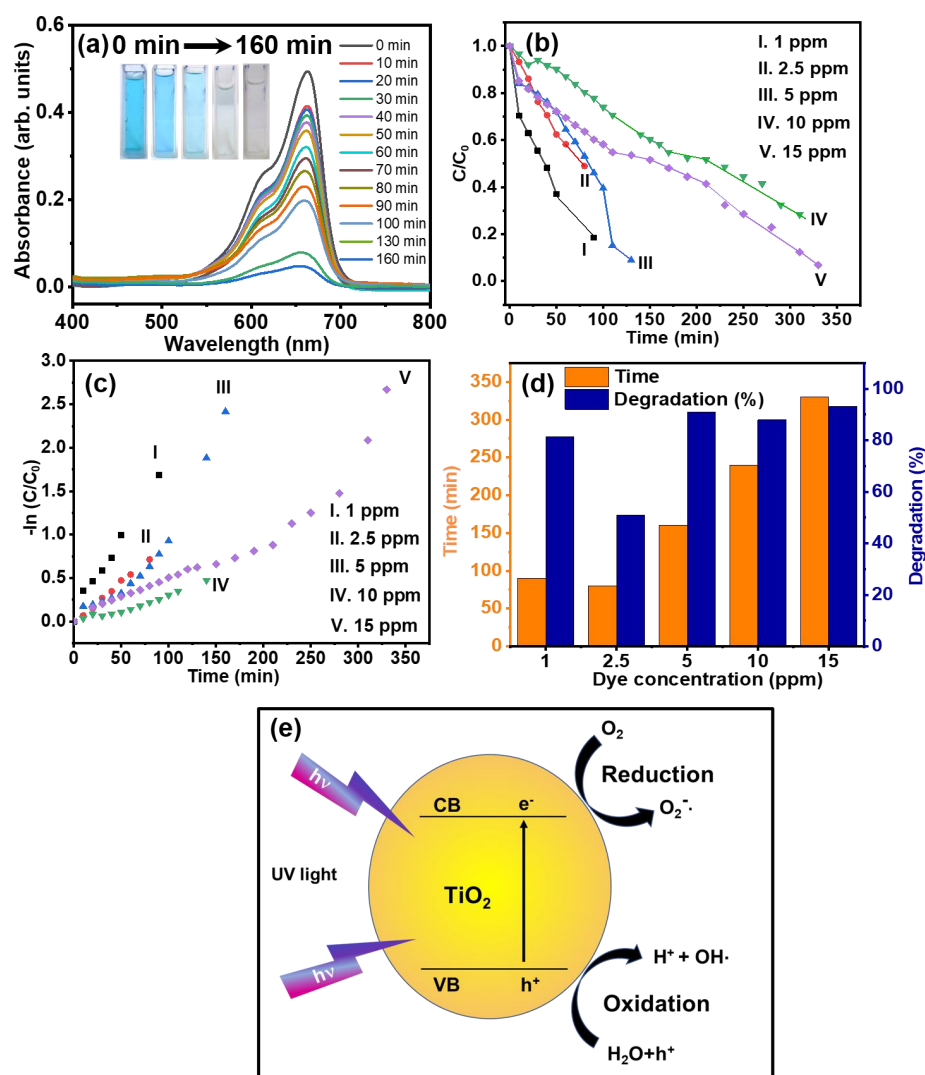 (a) 0 min → 160 min
0 min
10 min
20 min
30 min
40 min
50 min
60 min
70 min
80 min
90 min
100 min
130 min
160 min
Absorbance (arb. units)
0.6
0.4
0.2
0.0
400 500 600 700 800
Wavelength (nm)
(b)
I. 1 ppm
II. 2.5 ppm
III. 5 ppm
IV. 10 ppm
V. 15 ppm
C/C₀
1.0
0.8
0.6
0.4
0.2
0.0
I
II
III
IV
V
0 50 100 150 200 250 300 350
Time (min)
(c)
I
II
III
IV
V
I. 1 ppm
II. 2.5 ppm
III. 5 ppm
IV. 10 ppm
V. 15 ppm
-ln (C/C₀)
3.0
2.5
2.0
1.5
1.0
0.5
0.0
0 50 100 150 200 250 300 350
Time (min)
(d)
Time
Degradation (%)
Time (min)
350
300
250
200
150
100
50
0
Degradation (%)
100
80
60
40
20
0
1 2.5 5 10 15
Dye concentration (ppm)
(e)
hν
hν
UV light
CB e⁻
TiO₂
VB h⁺
O₂
Reduction
O₂⁻·
H⁺ + OH·
Oxidation
H₂O+h⁺